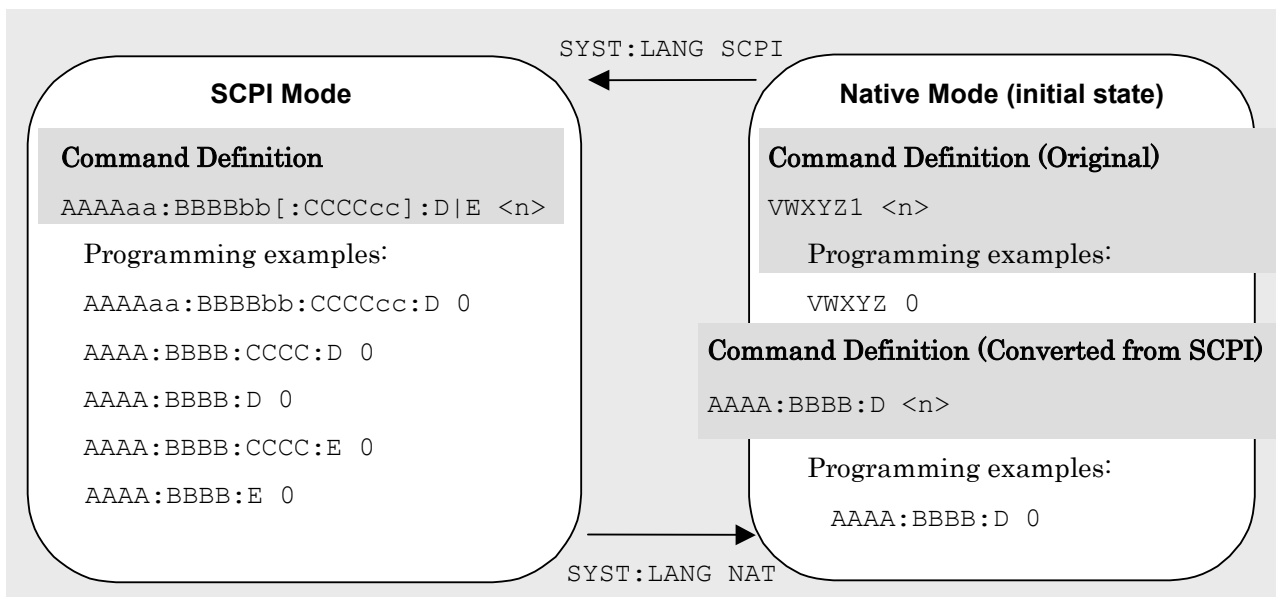 SYST:LANG SCPI
SCPI Mode
Command Definition
AAAAaa:BBBBbb[:CCCCcc]:D|E <n>
Programming examples:
AAAAaa:BBBBbb:CCCCcc:D 0
AAAA:BBBB:CCCC:D 0
AAAA:BBBB:D 0
AAAA:BBBB:CCCC:E 0
AAAA:BBBB:E 0
Native Mode (initial state)
Command Definition (Original)
VWXYZ1 <n>
Programming examples:
VWXYZ 0
Command Definition (Converted from SCPI)
AAAA:BBBB:D <n>
Programming examples:
AAAA:BBBB:D 0
SYST:LANG NAT